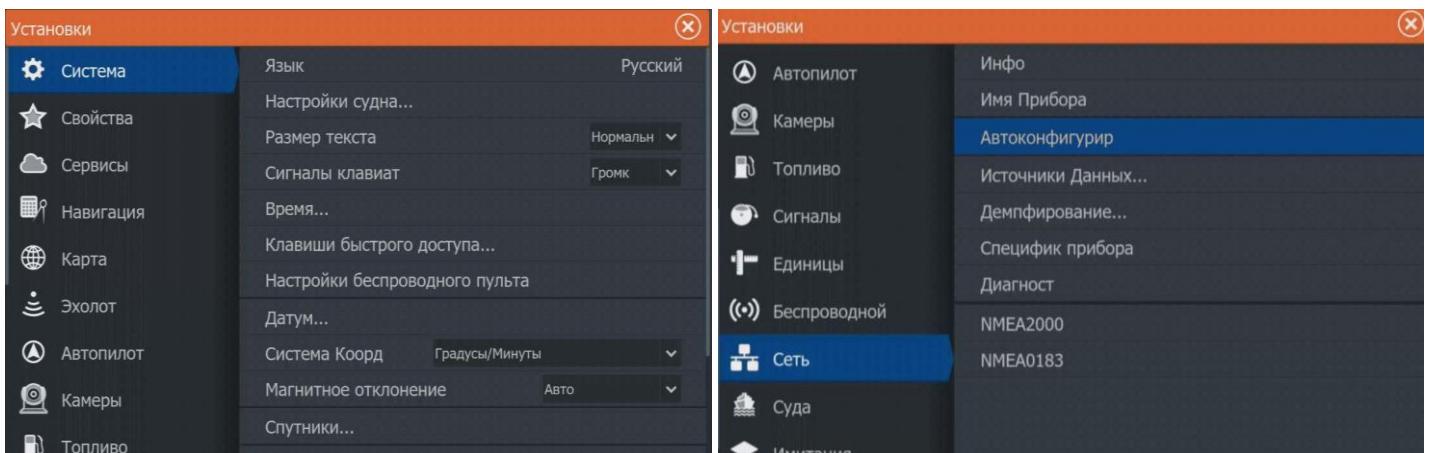 Установки
Система
Свойства
Сервисы
Навигация
Карта
Эхолот
Автопилот
Камеры
Топливо
Язык Русский
Настройки судна...
Размер текста Нормальн
Сигналы клавиат Громк
Время...
Клавиши быстрого доступа...
Настройки беспроводного пульта
Датум...
Система Коорд Градусы/Минуты
Магнитное отклонение Авто
Спутники...
Установки
Автопилот
Камеры
Топливо
Сигналы
Единицы
Беспроводной
Сеть
Суда
Имитация
Инфо
Имя Прибора
Автоконфигурир
Источники Данных...
Демпфирование...
Специфик прибора
Диагност
NMEA2000
NMEA0183